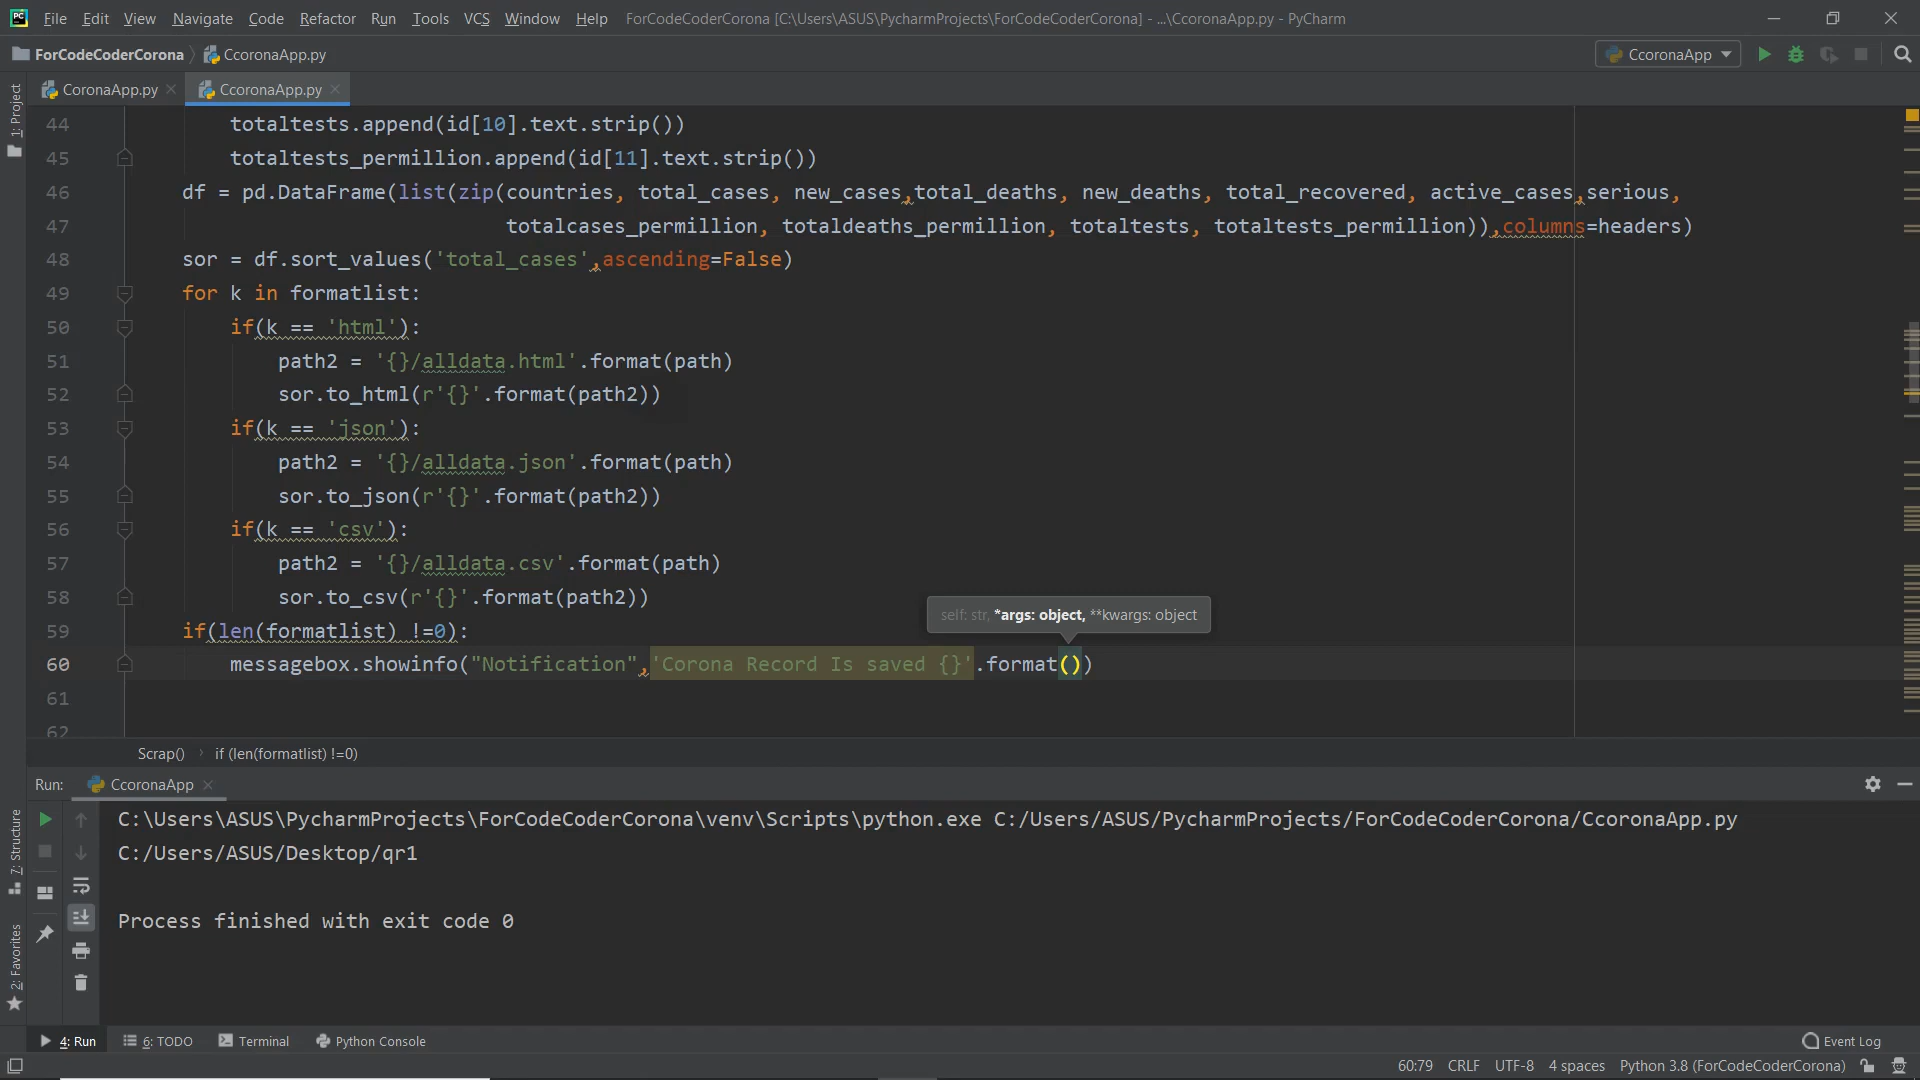 PC File Edit View Navigate Code Refactor Run Tools VCS Window Help ForCodeCoderCorona [C:\Users\ASUS\PycharmProjects\ForCodeCoderCorona] - ...\CcoronaApp.py - PyCharm
ForCodeCoderCorona CcoronaApp.py CcoronaApp
CoronaApp.py CcoronaApp.py
1: Project
44 totaltests.append(id[10].text.strip())
45 totaltests_permillion.append(id[11].text.strip())
46 df = pd.DataFrame(list(zip(countries, total_cases, new_cases,total_deaths, new_deaths, total_recovered, active_cases,serious,
47 totalcases_permillion, totaldeaths_permillion, totaltests, totaltests_permillion)),columns=headers)
48 sor = df.sort_values('total_cases',ascending=False)
49 for k in formatlist:
50 if(k == 'html'):
51 path2 = '{}/alldata.html'.format(path)
52 sor.to_html(r'{}'.format(path2))
53 if(k == 'json'):
54 path2 = '{}/alldata.json'.format(path)
55 sor.to_json(r'{}'.format(path2))
56 if(k == 'csv'):
57 path2 = '{}/alldata.csv'.format(path)
58 sor.to_csv(r'{}'.format(path2))
self: str, *args: object, **kwargs: object
59 if(len(formatlist) !=0):
60 messagebox.showinfo("Notification",'Corona Record Is saved {}'.format())
61
62
Scrap() if (len(formatlist) !=0)
Run: CcoronaApp
C:\Users\ASUS\PycharmProjects\ForCodeCoderCorona\venv\Scripts\python.exe C:/Users/ASUS/PycharmProjects/ForCodeCoderCorona/CcoronaApp.py
C:/Users/ASUS/Desktop/qr1
Process finished with exit code 0
7: Structure
2: Favorites
4: Run 6: TODO Terminal Python Console Event Log
60:79 CRLF UTF-8 4 spaces Python 3.8 (ForCodeCoderCorona)